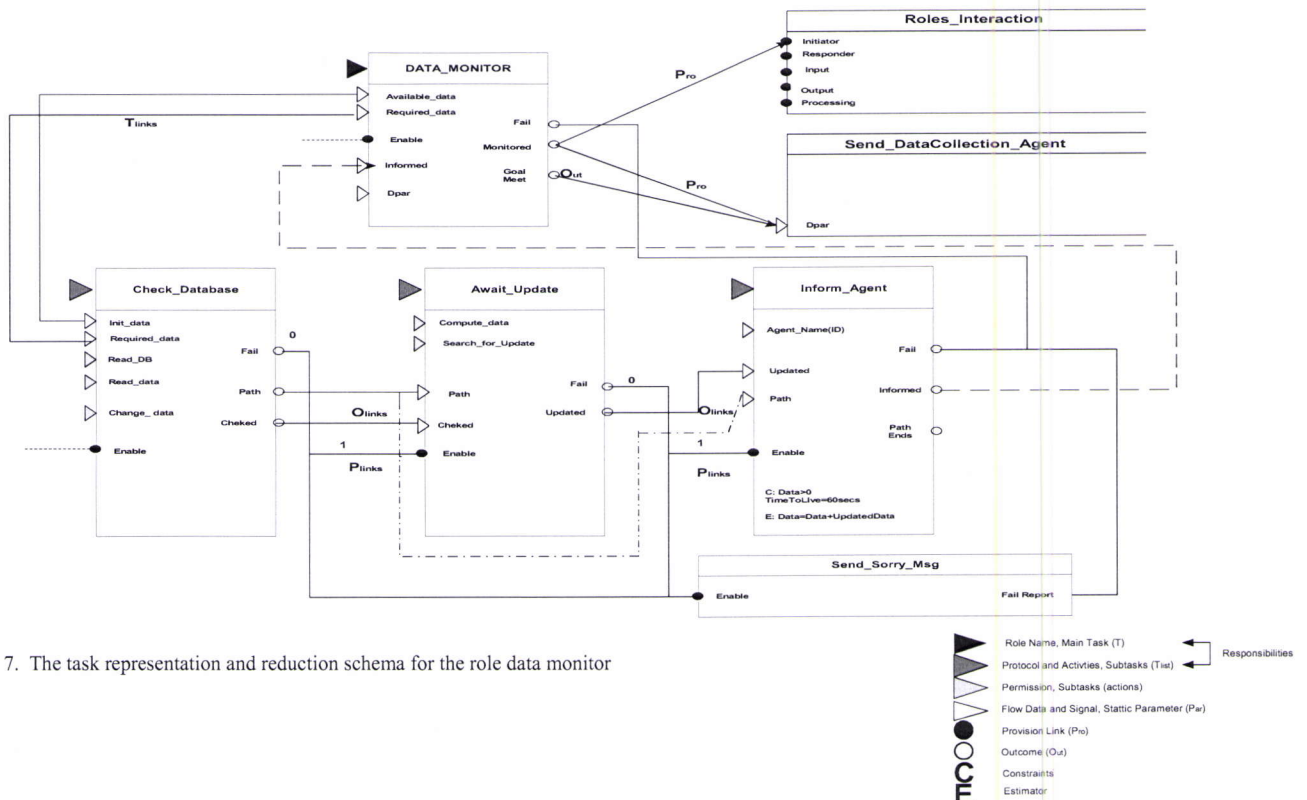 Roles_Interaction
Initiator
Responder
Input
Output
Processing
DATA_MONITOR
Available_data
Required_data
Enable
Informed
Dpar
Fail
Monitored
Goal
Meet
Tlinks
Pro
Pro
Out
Send_DataCollection_Agent
Dpar
Check_Database
Init_data
Required_data
Read_DB
Read_data
Change_ data
Enable
Fail
Path
Cheked
0
Olinks
1
Plinks
Await_Update
Compute_data
Search_for_Update
Path
Cheked
Enable
Fail
Updated
0
Olinks
1
Plinks
Inform_Agent
Agent_Name(ID)
Updated
Path
Enable
Fail
Informed
Path
Ends
C: Data>0
TimeToLive=60secs
E: Data=Data+UpdatedData
Send_Sorry_Msg
Enable
Fail Report
7. The task representation and reduction schema for the role data monitor
Role Name, Main Task (T)
Protocol and Activties, Subtasks (Tlist)
Responsibilities
Permission, Subtasks (actions)
Flow Data and Signal, Stattic Parameter (Par)
Provision Link (Pro)
Outcome (Out)
C Constraints
E Estimator